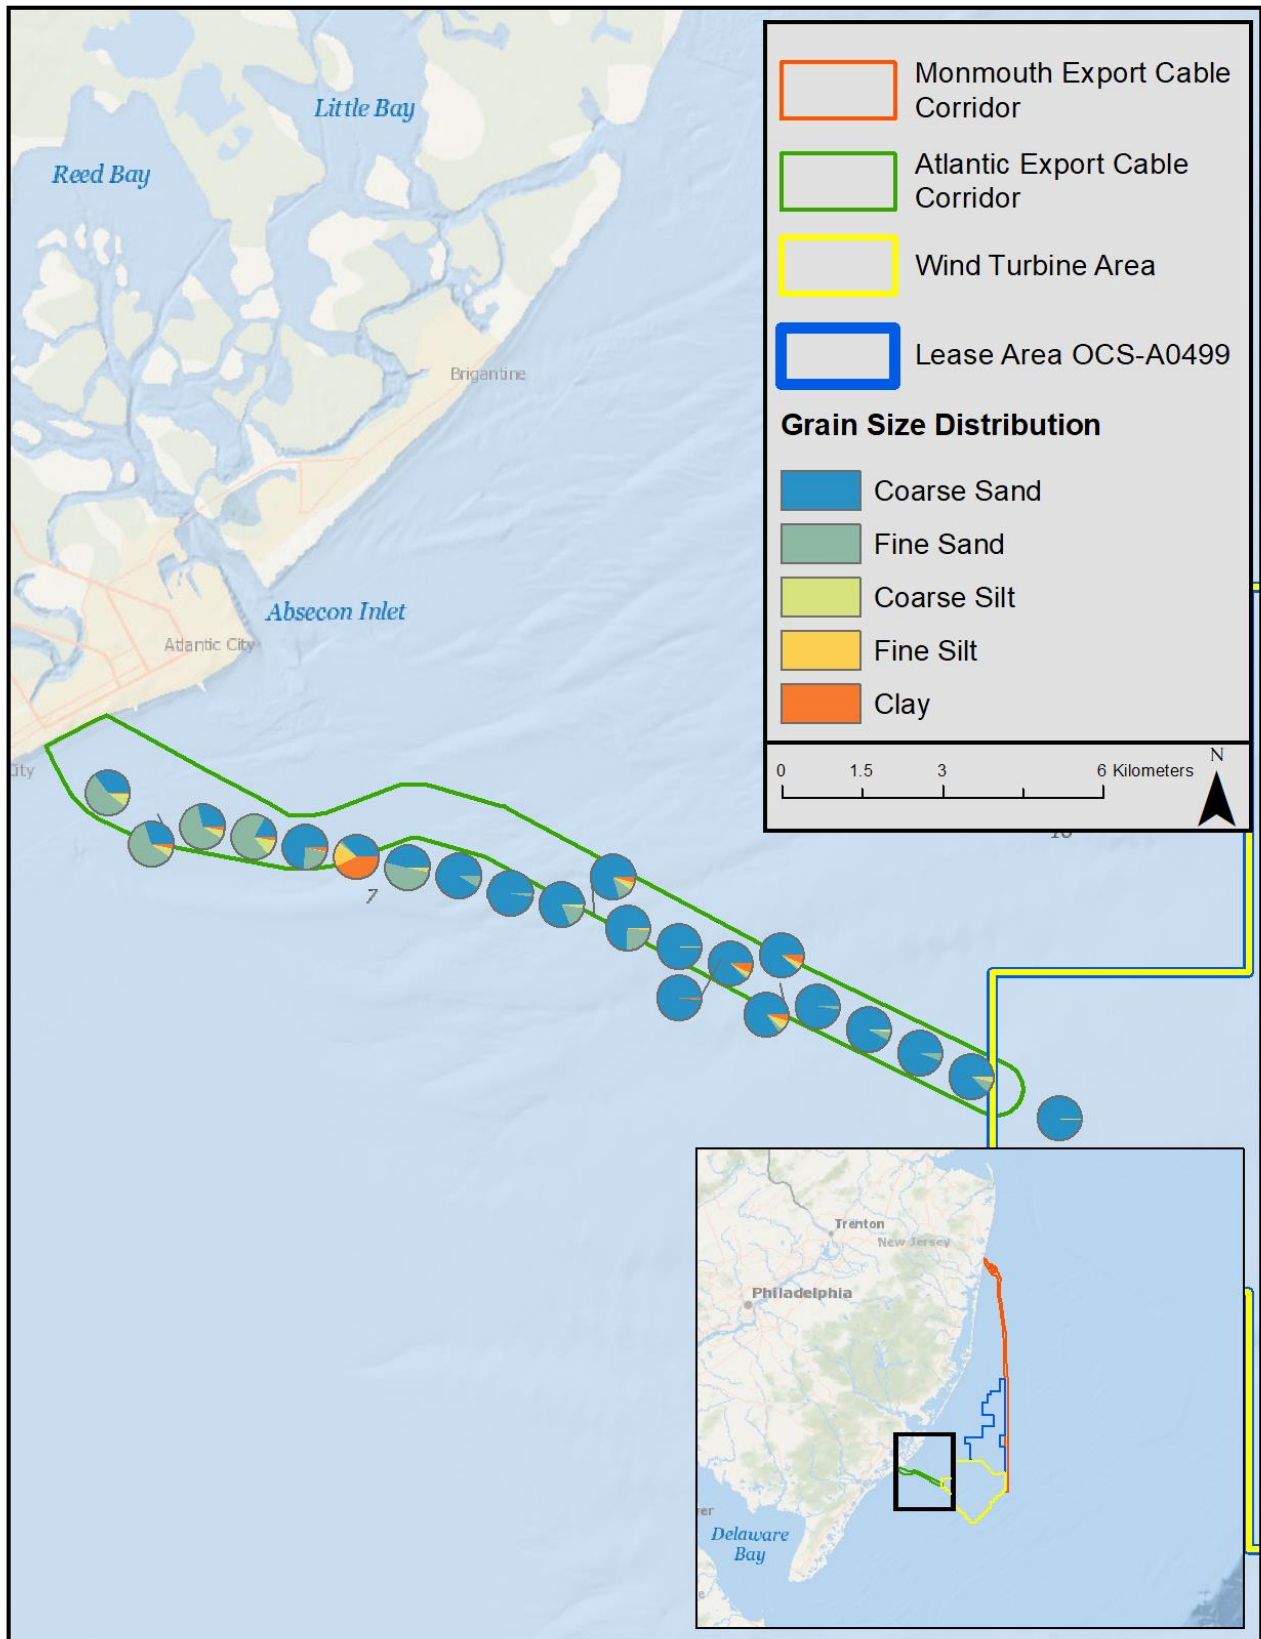 Little Bay
Reed Bay
Brigantine
Absecon Inlet
Atlantic City
City
7
Monmouth Export Cable
Corridor
Atlantic Export Cable
Corridor
Wind Turbine Area
Lease Area OCS-A0499
Grain Size Distribution
Coarse Sand
Fine Sand
Coarse Silt
Fine Silt
Clay
0 1.5 3 6 Kilometers
N
Trenton
New Jersey
Philadelphia
Delaware
Bay